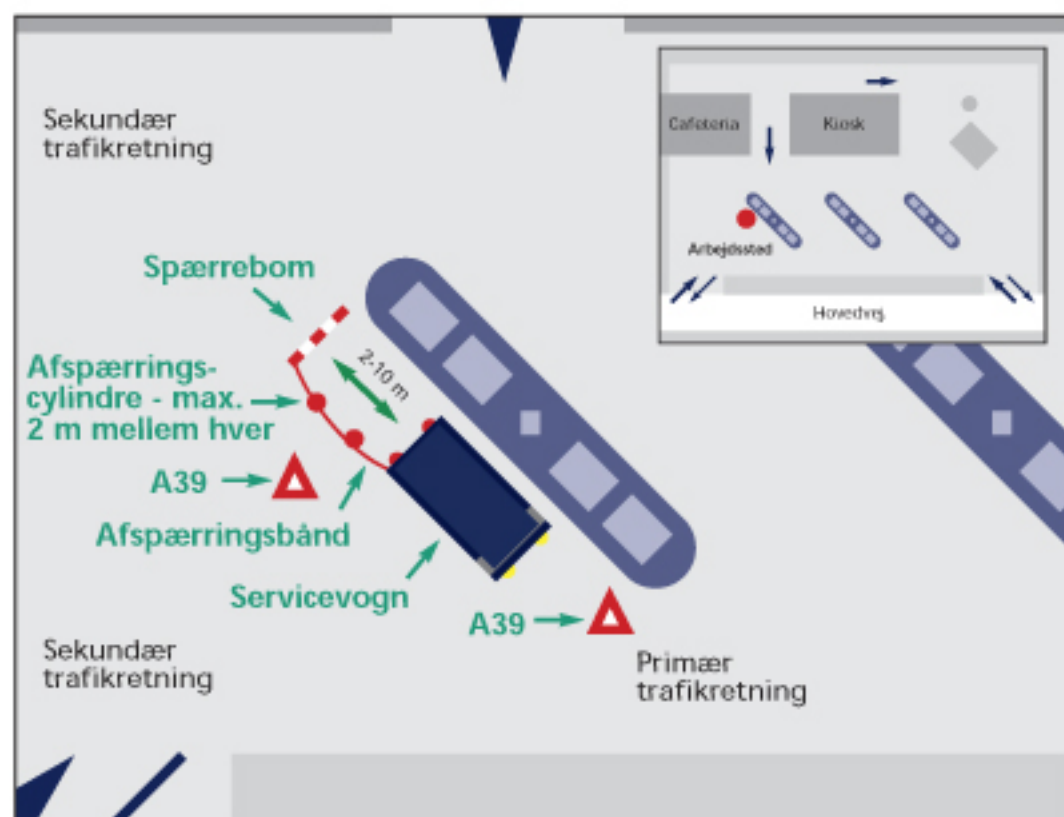 Sekundær
trafikretning
Cafeteria
Kiosk
Arbejdssted
Hovedvej
Spærrebom
2-10 m
Afspærrings-
cylindre - max.
2 m mellem hver
A39
Afspærringsbånd
Servicevogn
A39
Sekundær
trafikretning
Primær
trafikretning